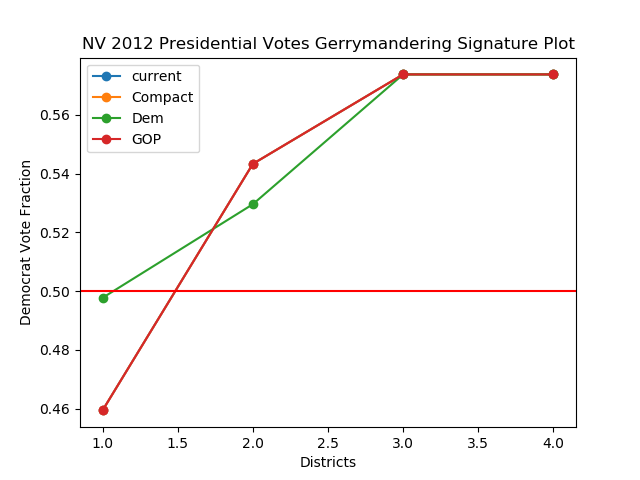 NV 2012 Presidential Votes Gerrymandering Signature Plot
current
Compact
Dem
GOP
Democrat Vote Fraction
0.56
0.54
0.52
0.50
0.48
0.46
1.0 1.5 2.0 2.5 3.0 3.5 4.0
Districts